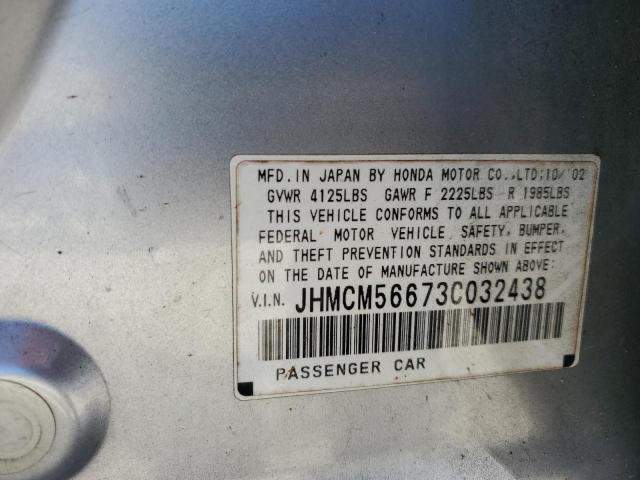 MFD. IN JAPAN BY HONDA MOTOR CO., LTD: 10/'02
GVWR 4125LBS GAWR F 2225LBS R 1985LBS
THIS VEHICLE CONFORMS TO ALL APPLICABLE
FEDERAL MOTOR VEHICLE, SAFETY, BUMPER,
AND THEFT PREVENTION STANDARDS IN EFFECT
ON THE DATE OF MANUFACTURE SHOWN ABOVE:
V.I.N. JHMCM56673C032438
PASSENGER CAR